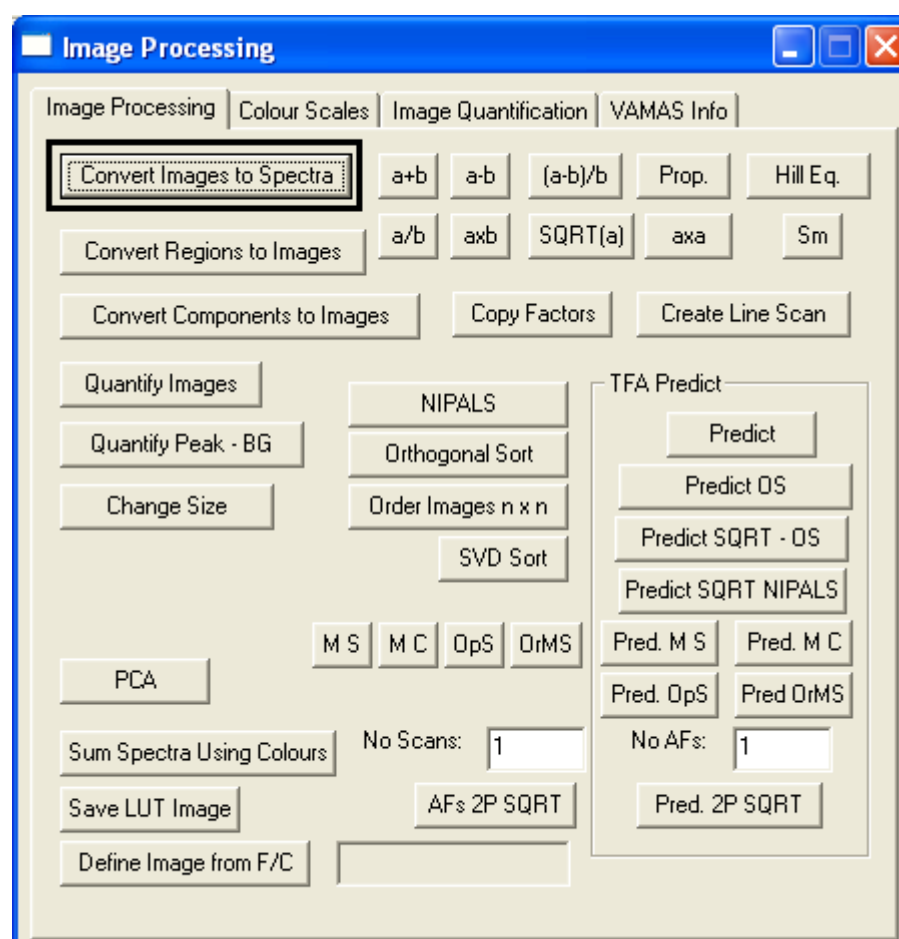 Image Processing
Image Processing Colour Scales Image Quantification VAMAS Info
Convert Images to Spectra a+b a-b (a-b)/b Prop. Hill Eq.
Convert Regions to Images a/b axb SQRT(a) axa Sm
Convert Components to Images Copy Factors Create Line Scan
Quantify Images
Quantify Peak - BG
Change Size
NIPALS
Orthogonal Sort
Order Images n x n
SVD Sort
TFA Predict
Predict
Predict OS
Predict SQRT - OS
Predict SQRT NIPALS
M S M C OpS OrMS Pred. M S Pred. M C
PCA Pred. OpS Pred OrMS
Sum Spectra Using Colours No Scans: 1 No AFs: 1
Save LUT Image AFs 2P SQRT Pred. 2P SQRT
Define Image from F/C